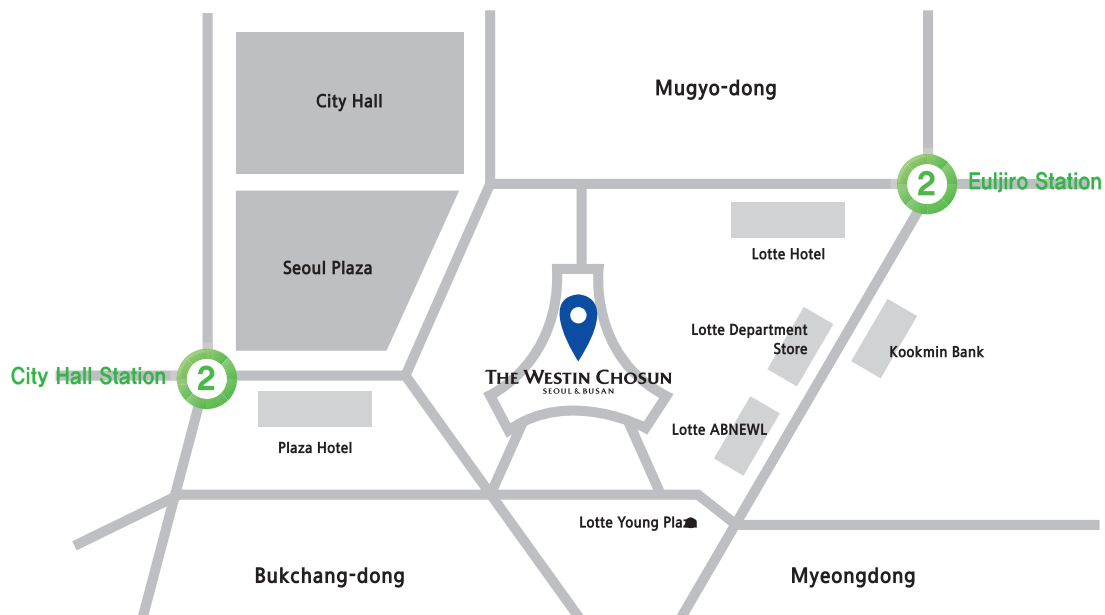 Mugyo-dong
City Hall
2
Euljiro Station
Lotte Hotel
Seoul Plaza
Lotte Department
Store
Kookmin Bank
City Hall Station
2
THE WESTIN CHOSUN
SEOUL & BUSAN
Plaza Hotel
Lotte ABNEWL
Lotte Young Plaza
Bukchang-dong
Myeongdong